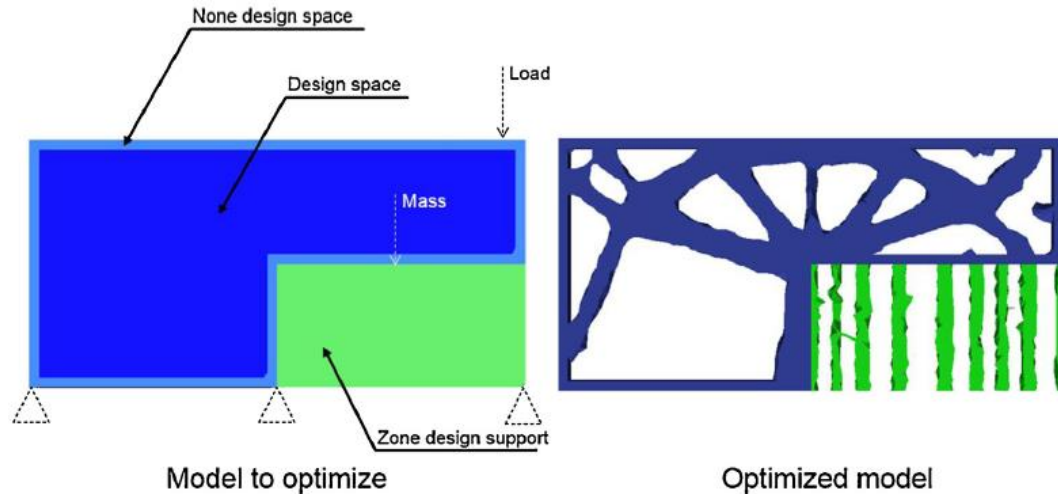 None design space
Load
Design space
Mass
Zone design support
Model to optimize
Optimized model